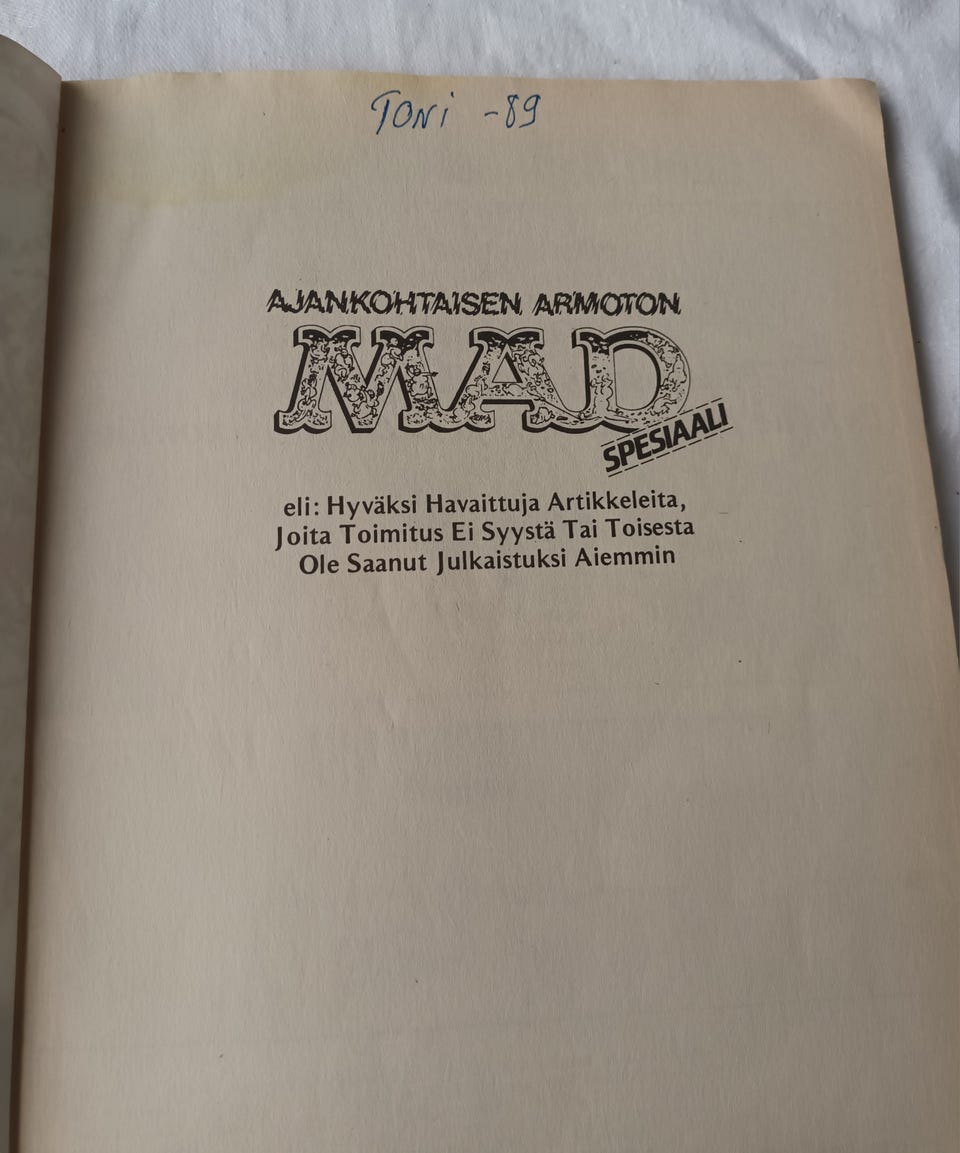 TONi -89
AJANKOHTAISEN ARMOTON
MAD
SPESIAALI
eli: Hyväksi Havaittuja Artikkeleita,
Joita Toimitus Ei Syystä Tai Toisesta
Ole Saanut Julkaistuksi Aiemmin